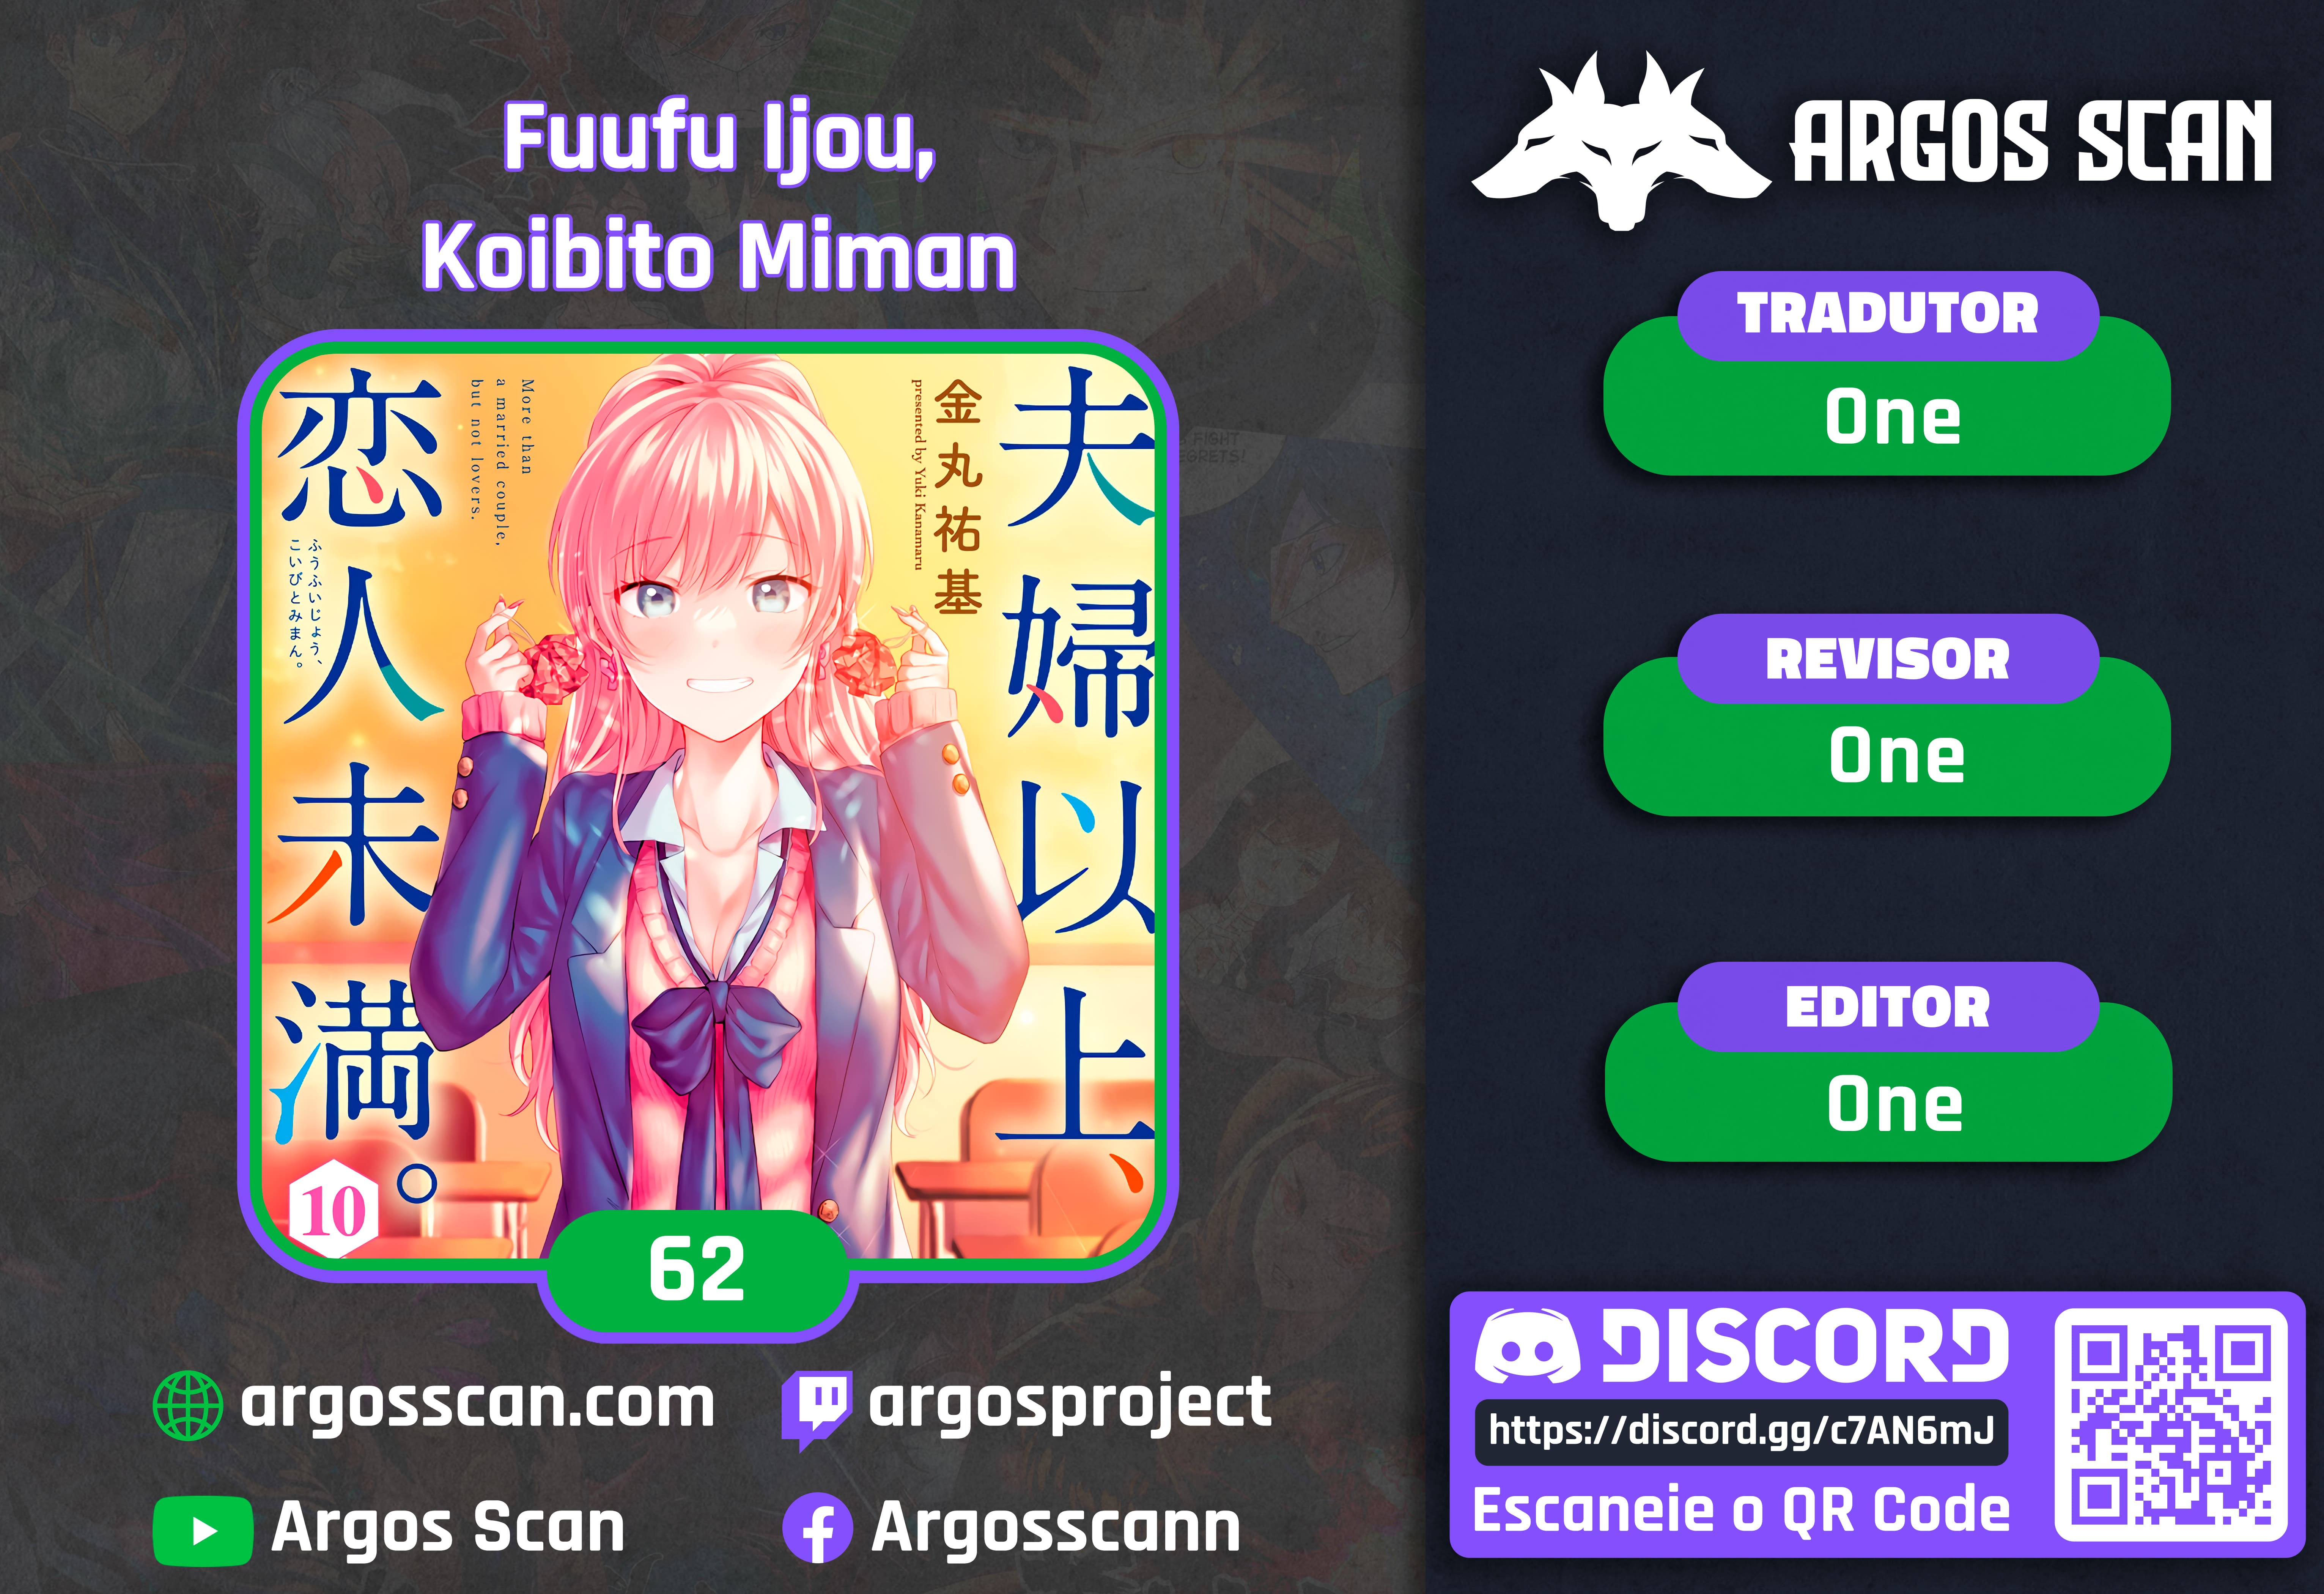 Fuufu Ijou,
Koibito Miman
夫婦以上、
金丸祐基
presented by Yuki Kanamaru
More than
a married couple,
but not lovers.
恋人未満。
ふうふいじょう、
こいびとみまん。
10
62
argosscan.com
argosproject
Argos Scan
Argosscann
ARGOS SCAN
TRADUTOR
One
REVISOR
One
EDITOR
One
DISCORD
https://discord.gg/c7AN6mJ
Escaneie o QR Code
FIGHT
EGRETS!